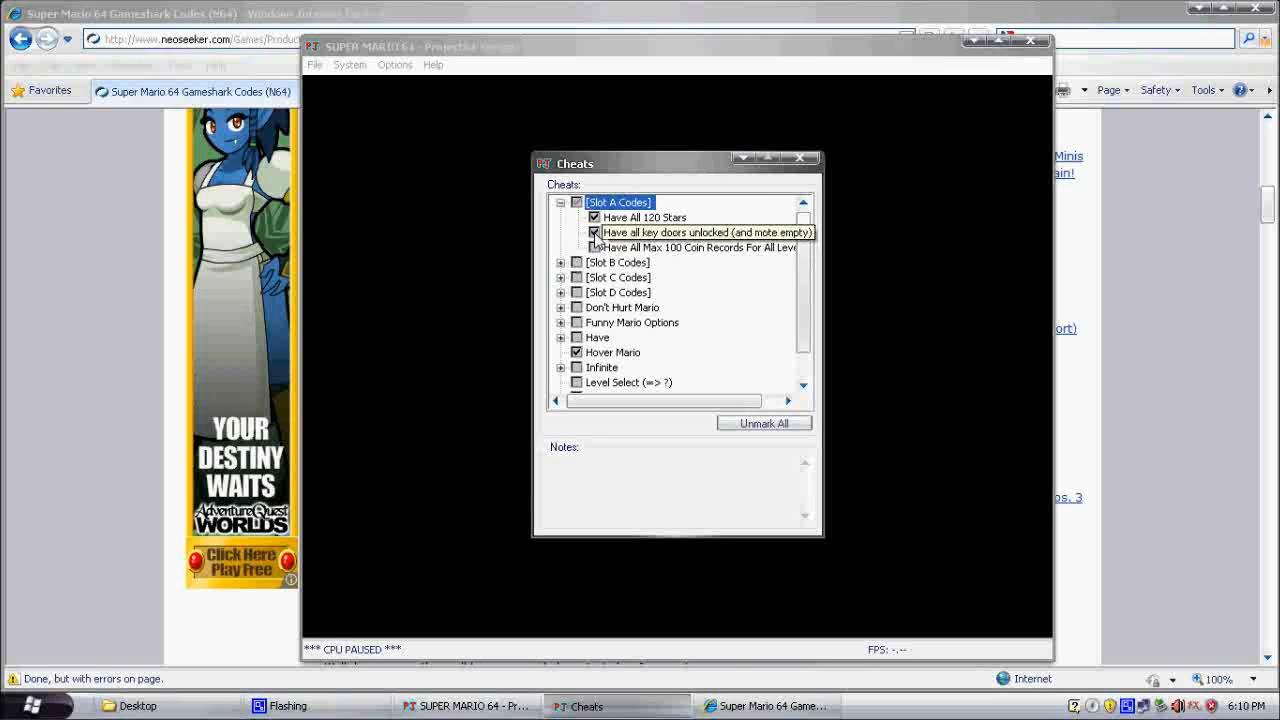 Super Mario 64 Gameshark Codes (N64) - Windows Internet Explorer
http://www.neoseeker.com/Games/Produc
Favorites
Super Mario 64 Gameshark Codes (N64)
Page
Safety
Tools
SUPER MARIO 64 - Project64
File System Options Help
Minis
ain!
Cheats
Cheats:
[Slot A Codes]
Have All 120 Stars
Have all key doors unlocked (and mote empty)
Have All Max 100 Coin Records For All Leve
[Slot B Codes]
[Slot C Codes]
[Slot D Codes]
Don't Hurt Mario
Funny Mario Options
Have
Hover Mario
Infinite
Level Select (=> ?)
Unmark All
Notes:
ort)
os. 3
YOUR
DESTINY
WAITS
AdventureQuest
WORLDS
Click Here
Play Free
*** CPU PAUSED ***
FPS: -.--
Done, but with errors on page.
Internet
100%
Desktop
Flashing
SUPER MARIO 64 - Pr...
Cheats
Super Mario 64 Game...
6:10 PM